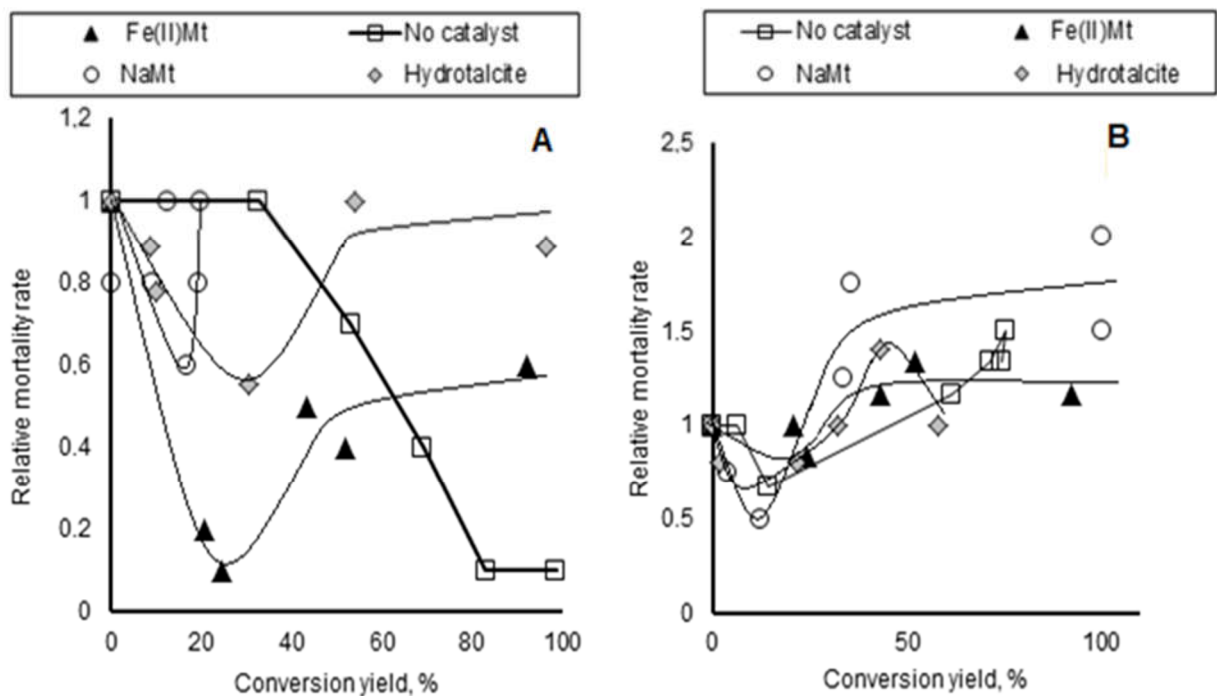 Fe(II)Mt No catalyst
NaMt Hydrotalcite
A
1,2
1
0.8
0.6
0.4
0.2
0
0 20 40 60 80 100
Relative mortality rate
Conversion yield, %
No catalyst Fe(II)Mt
NaMt Hydrotalcite
B
2,5
2
1.5
1
0.5
0
0 50 100
Relative mortality rate
Conversion yield, %